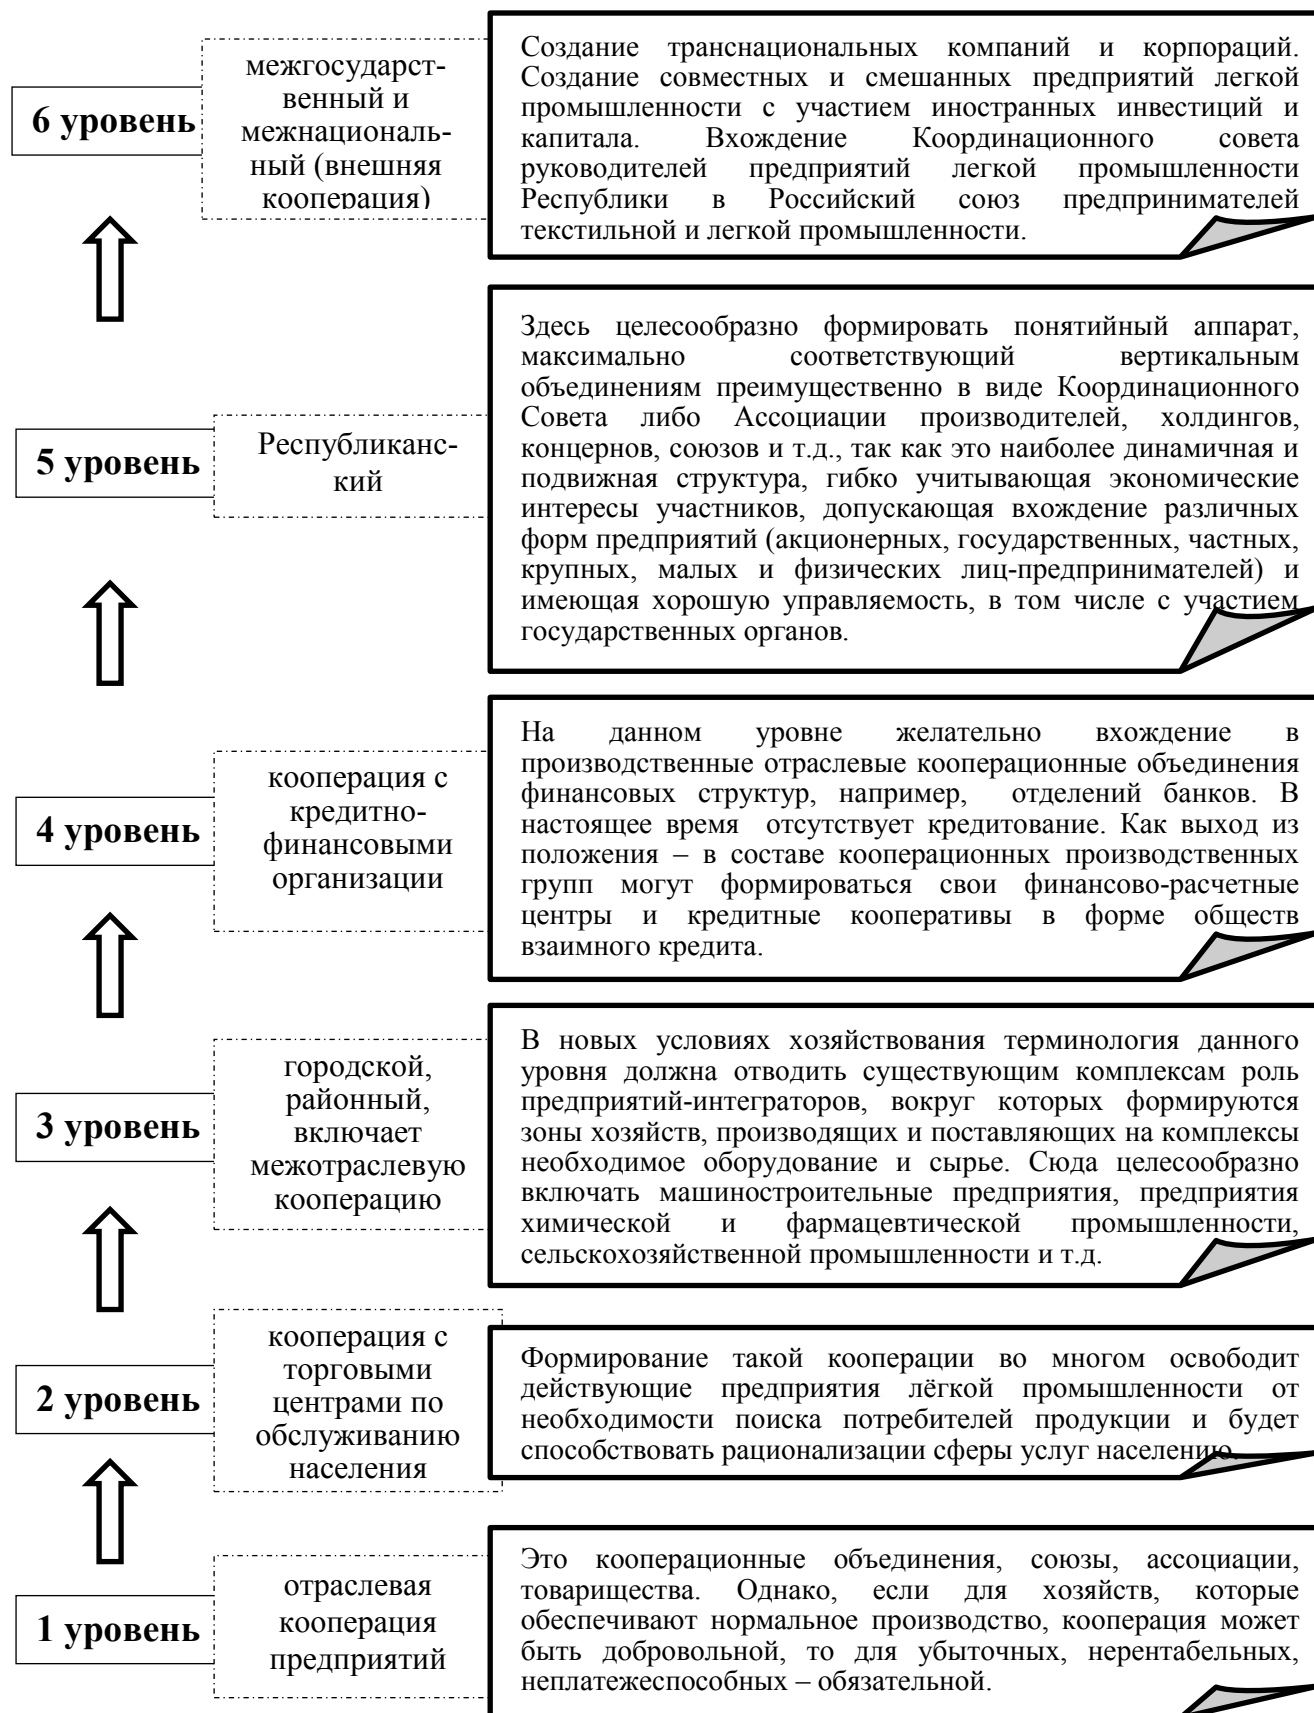 6 уровень
межгосударст-
венный и
межнациональ-
ный (внешняя
кооперация)
Создание транснациональных компаний и корпораций.
Создание совместных и смешанных предприятий легкой
промышленности с участием иностранных инвестиций и
капитала. Вхождение Координационного совета
руководителей предприятий легкой промышленности
Республики в Российский союз предпринимателей
текстильной и легкой промышленности.
5 уровень
Республиканс-
кий
Здесь целесообразно формировать понятийный аппарат,
максимально соответствующий вертикальным
объединениям преимущественно в виде Координационного
Совета либо Ассоциации производителей, холдингов,
концернов, союзов и т.д., так как это наиболее динамичная и
подвижная структура, гибко учитывающая экономические
интересы участников, допускающая вхождение различных
форм предприятий (акционерных, государственных, частных,
крупных, малых и физических лиц-предпринимателей) и
имеющая хорошую управляемость, в том числе с участием
государственных органов.
4 уровень
кооперация с
кредитно-
финансовыми
организации
На данном уровне желательно вхождение в
производственные отраслевые кооперационные объединения
финансовых структур, например, отделений банков. В
настоящее время отсутствует кредитование. Как выход из
положения – в составе кооперационных производственных
групп могут формироваться свои финансово-расчетные
центры и кредитные кооперативы в форме обществ
взаимного кредита.
3 уровень
городской,
районный,
включает
межотраслевую
кооперацию
В новых условиях хозяйствования терминология данного
уровня должна отводить существующим комплексам роль
предприятий-интеграторов, вокруг которых формируются
зоны хозяйств, производящих и поставляющих на комплексы
необходимое оборудование и сырье. Сюда целесообразно
включать машиностроительные предприятия, предприятия
химической и фармацевтической промышленности,
сельскохозяйственной промышленности и т.д.
2 уровень
кооперация с
торговыми
центрами по
обслуживанию
населения
Формирование такой кооперации во многом освободит
действующие предприятия лёгкой промышленности от
необходимости поиска потребителей продукции и будет
способствовать рационализации сферы услуг населению.
1 уровень
отраслевая
кооперация
предприятий
Это кооперационные объединения, союзы, ассоциации,
товарищества. Однако, если для хозяйств, которые
обеспечивают нормальное производство, кооперация может
быть добровольной, то для убыточных, нерентабельных,
неплатежеспособных – обязательной.